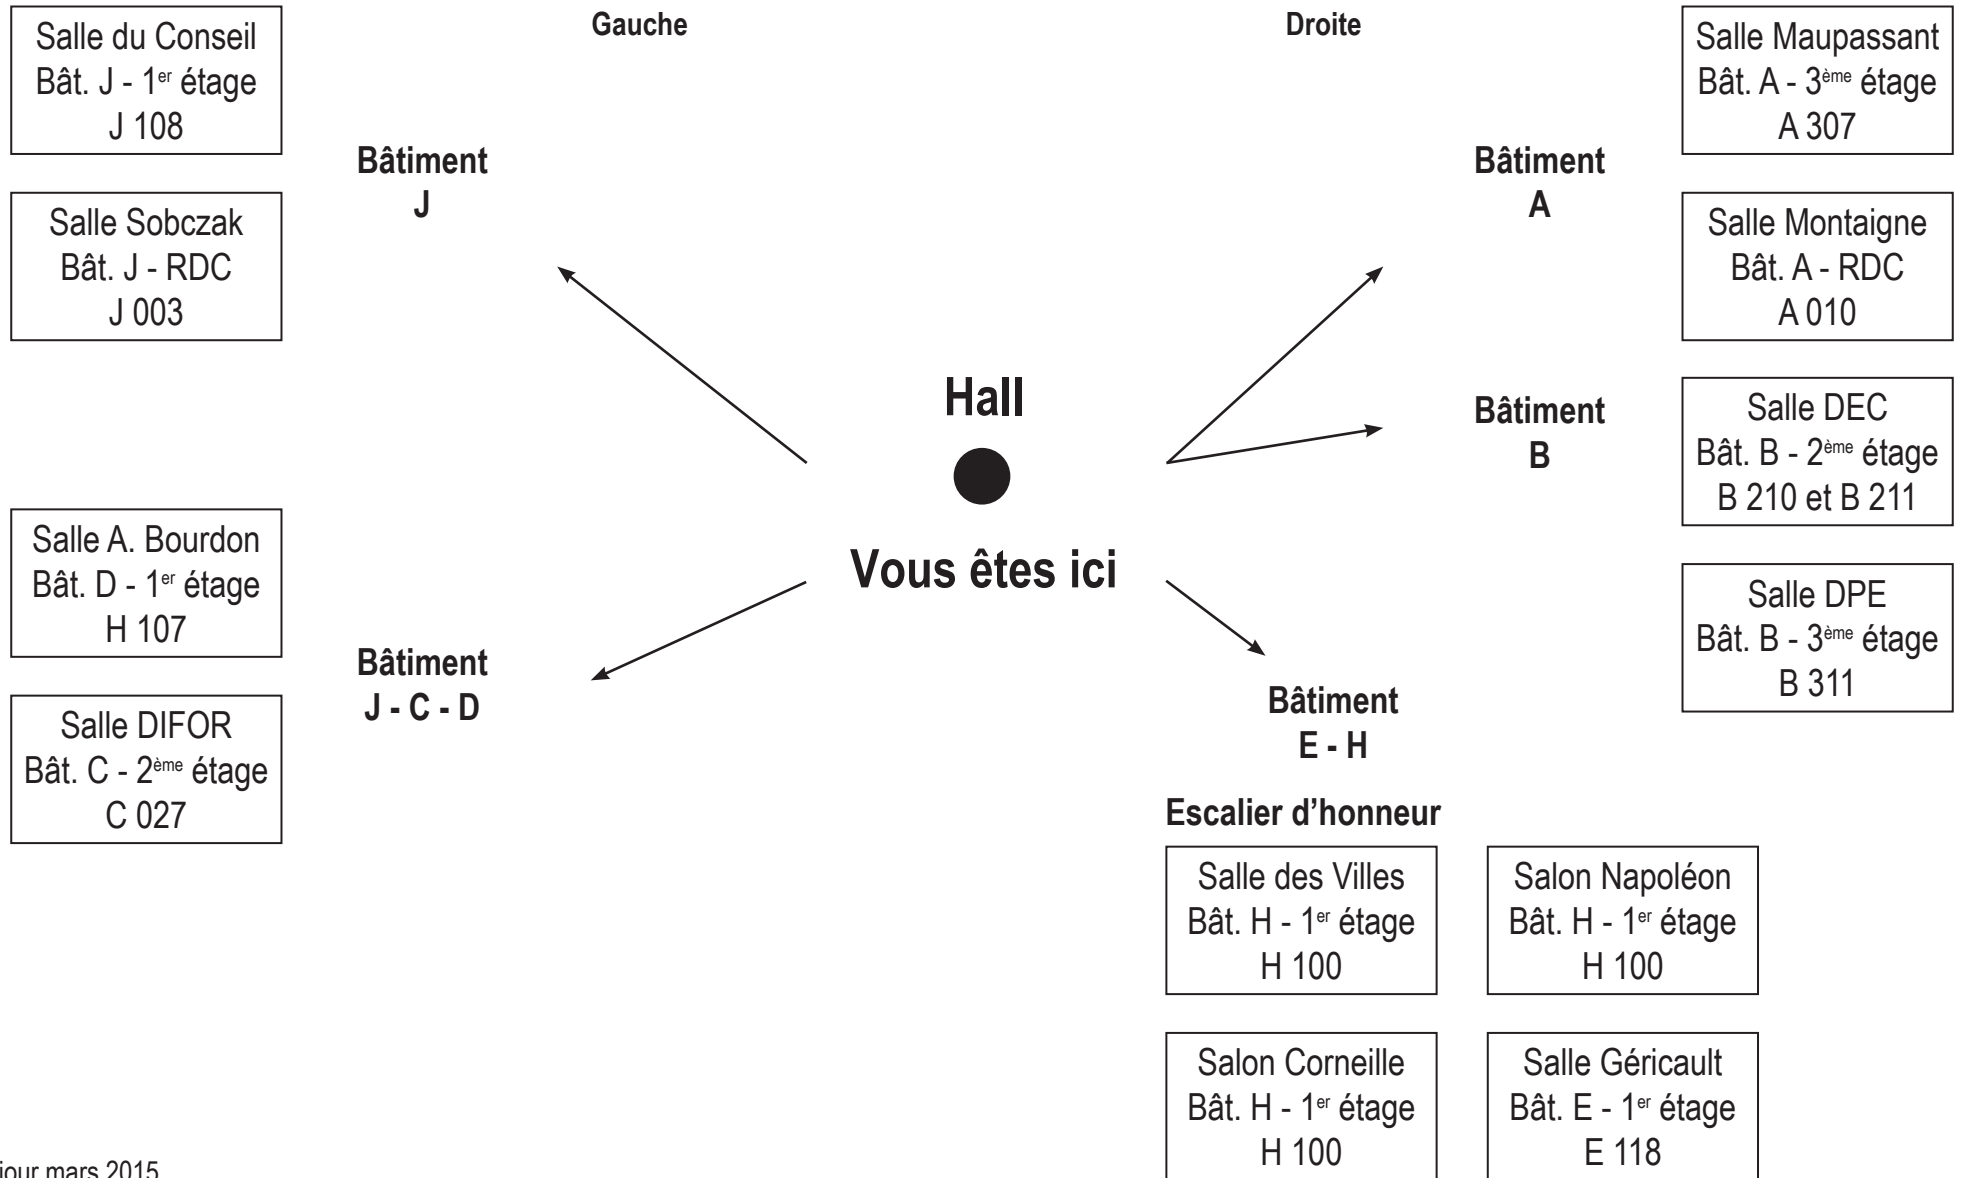 Gauche
Droite
Salle du Conseil
Bât. J - 1er étage
J 108
Salle Sobczak
Bât. J - RDC
J 003
Bâtiment
J
Salle A. Bourdon
Bât. D - 1er étage
H 107
Salle DIFOR
Bât. C - 2ème étage
C 027
Bâtiment
J - C - D
Hall
Vous êtes ici
Bâtiment
A
Salle Maupassant
Bât. A - 3ème étage
A 307
Salle Montaigne
Bât. A - RDC
A 010
Bâtiment
B
Salle DEC
Bât. B - 2ème étage
B 210 et B 211
Salle DPE
Bât. B - 3ème étage
B 311
Bâtiment
E - H
Escalier d’honneur
Salle des Villes
Bât. H - 1er étage
H 100
Salon Napoléon
Bât. H - 1er étage
H 100
Salon Corneille
Bât. H - 1er étage
H 100
Salle Géricault
Bât. E - 1er étage
E 118
jour mars 2015